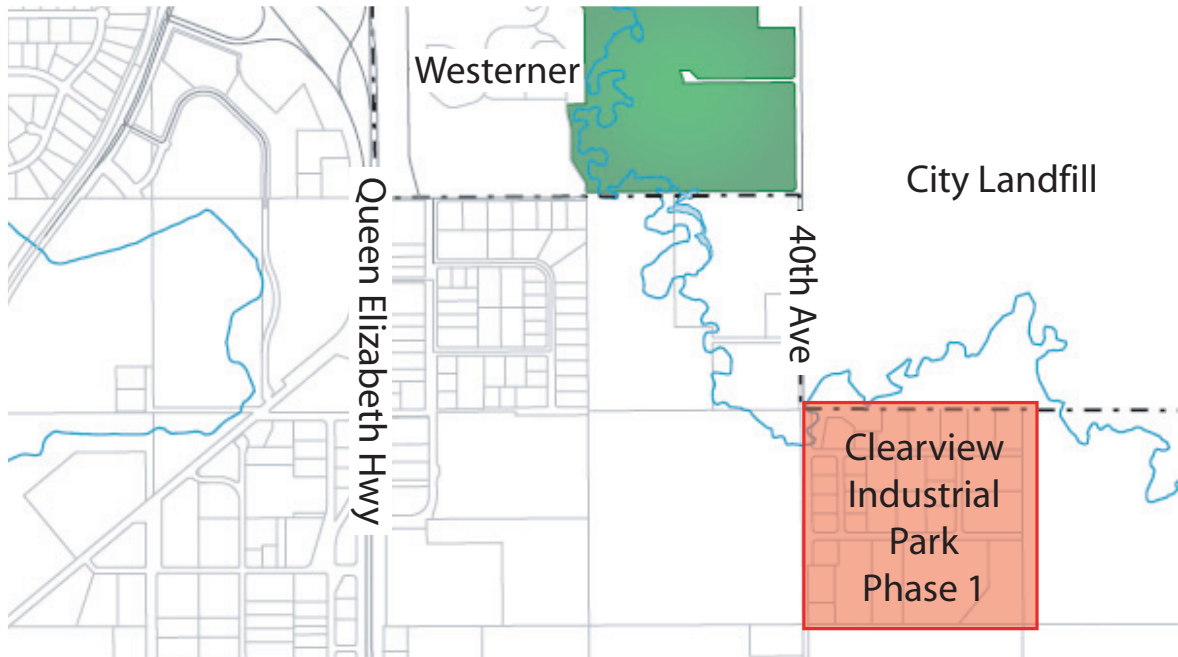 Westerner
City Landfill
Queen Elizabeth Hwy
40th Ave
Clearview
Industrial
Park
Phase 1